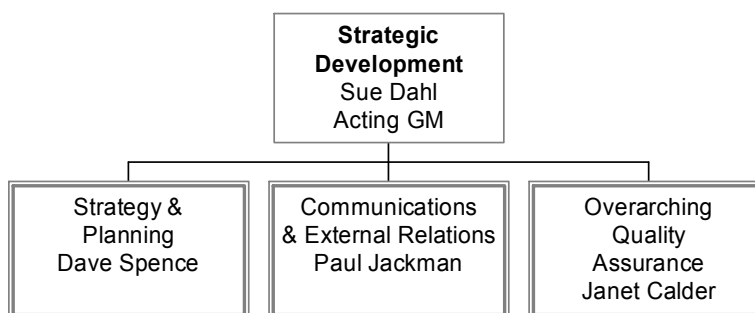 Strategic
Development
Sue Dahl
Acting GM
Strategy &
Planning
Dave Spence
Communications
& External Relations
Paul Jackman
Overarching
Quality
Assurance
Janet Calder